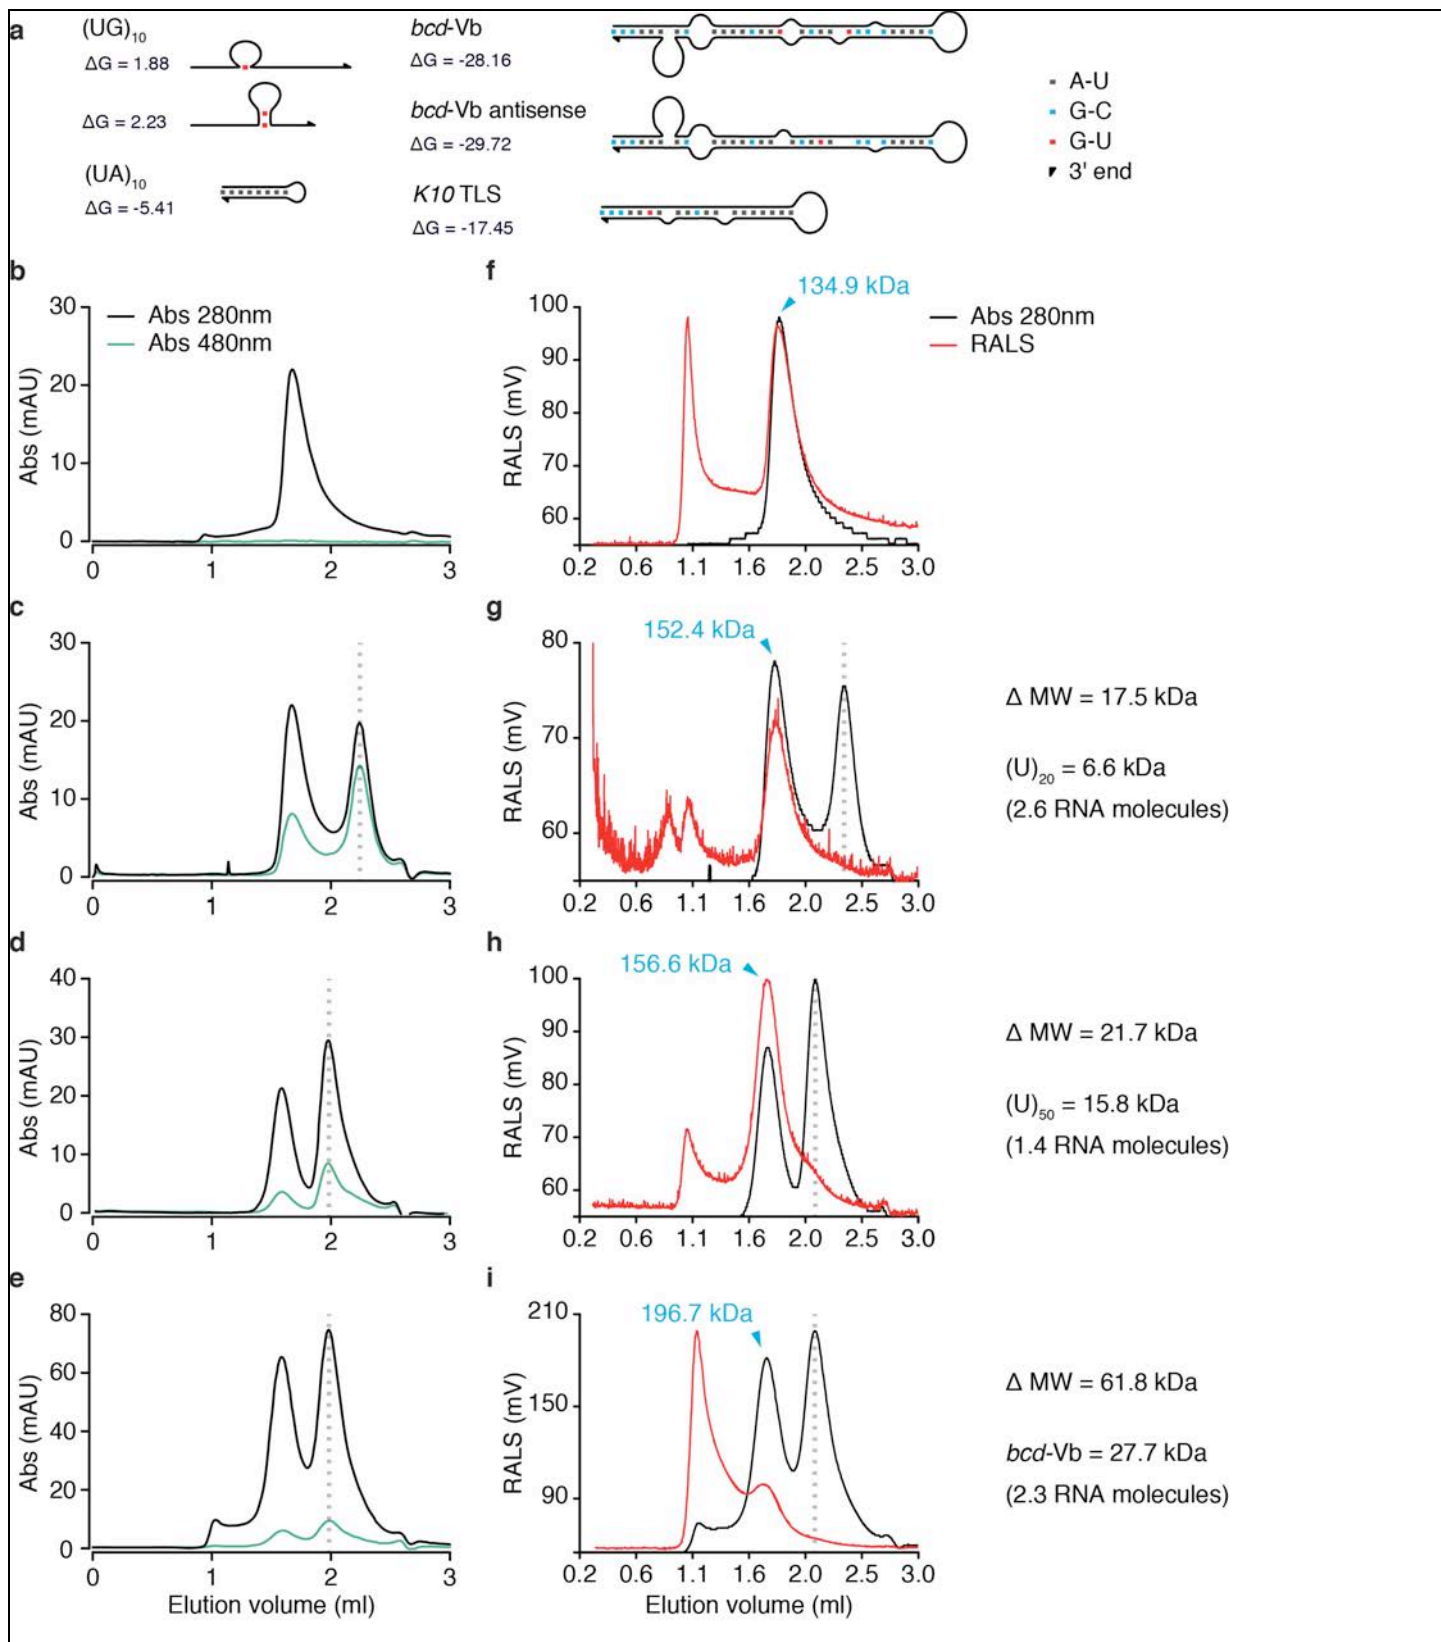 a
(UG)10
ΔG = 1.88
ΔG = 2.23
(UA)10
ΔG = -5.41
bcd-Vb
ΔG = -28.16
bcd-Vb antisense
ΔG = -29.72
K10 TLS
ΔG = -17.45
A-U
G-C
G-U
3' end
b
Abs 280nm
Abs 480nm
Abs (mAU)
30
20
10
0
0 1 2 3
f
134.9 kDa
Abs 280nm
RALS
RALS (mV)
100
90
80
70
60
0.2 0.6 1.1 1.6 2.0 2.5 3.0
c
Abs (mAU)
30
20
10
0
0 1 2 3
g
152.4 kDa
RALS (mV)
80
70
60
0.2 0.6 1.1 1.6 2.0 2.5 3.0
Δ MW = 17.5 kDa
(U)20 = 6.6 kDa
(2.6 RNA molecules)
d
Abs (mAU)
40
30
20
10
0
0 1 2 3
h
156.6 kDa
RALS (mV)
100
90
80
70
60
0.2 0.6 1.1 1.6 2.0 2.5 3.0
Δ MW = 21.7 kDa
(U)50 = 15.8 kDa
(1.4 RNA molecules)
e
Abs (mAU)
80
60
40
20
0
0 1 2 3
Elution volume (ml)
i
196.7 kDa
RALS (mV)
210
150
90
0.2 0.6 1.1 1.6 2.0 2.5 3.0
Elution volume (ml)
Δ MW = 61.8 kDa
bcd-Vb = 27.7 kDa
(2.3 RNA molecules)